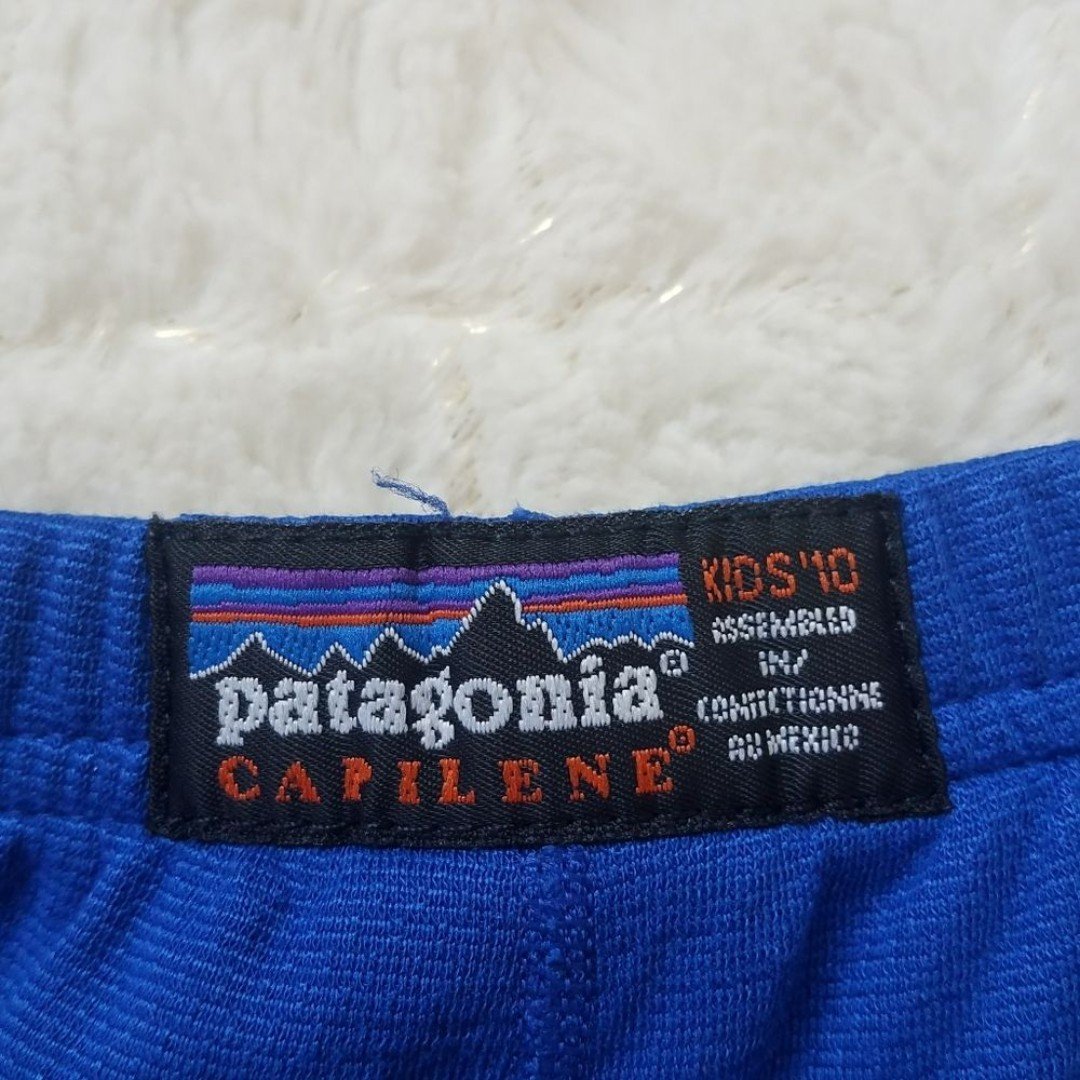 patagonia®
CAPILENE®
KIDS '10
ASSEMBLED
IN/
CONFECTIONNE
AU MEXICO